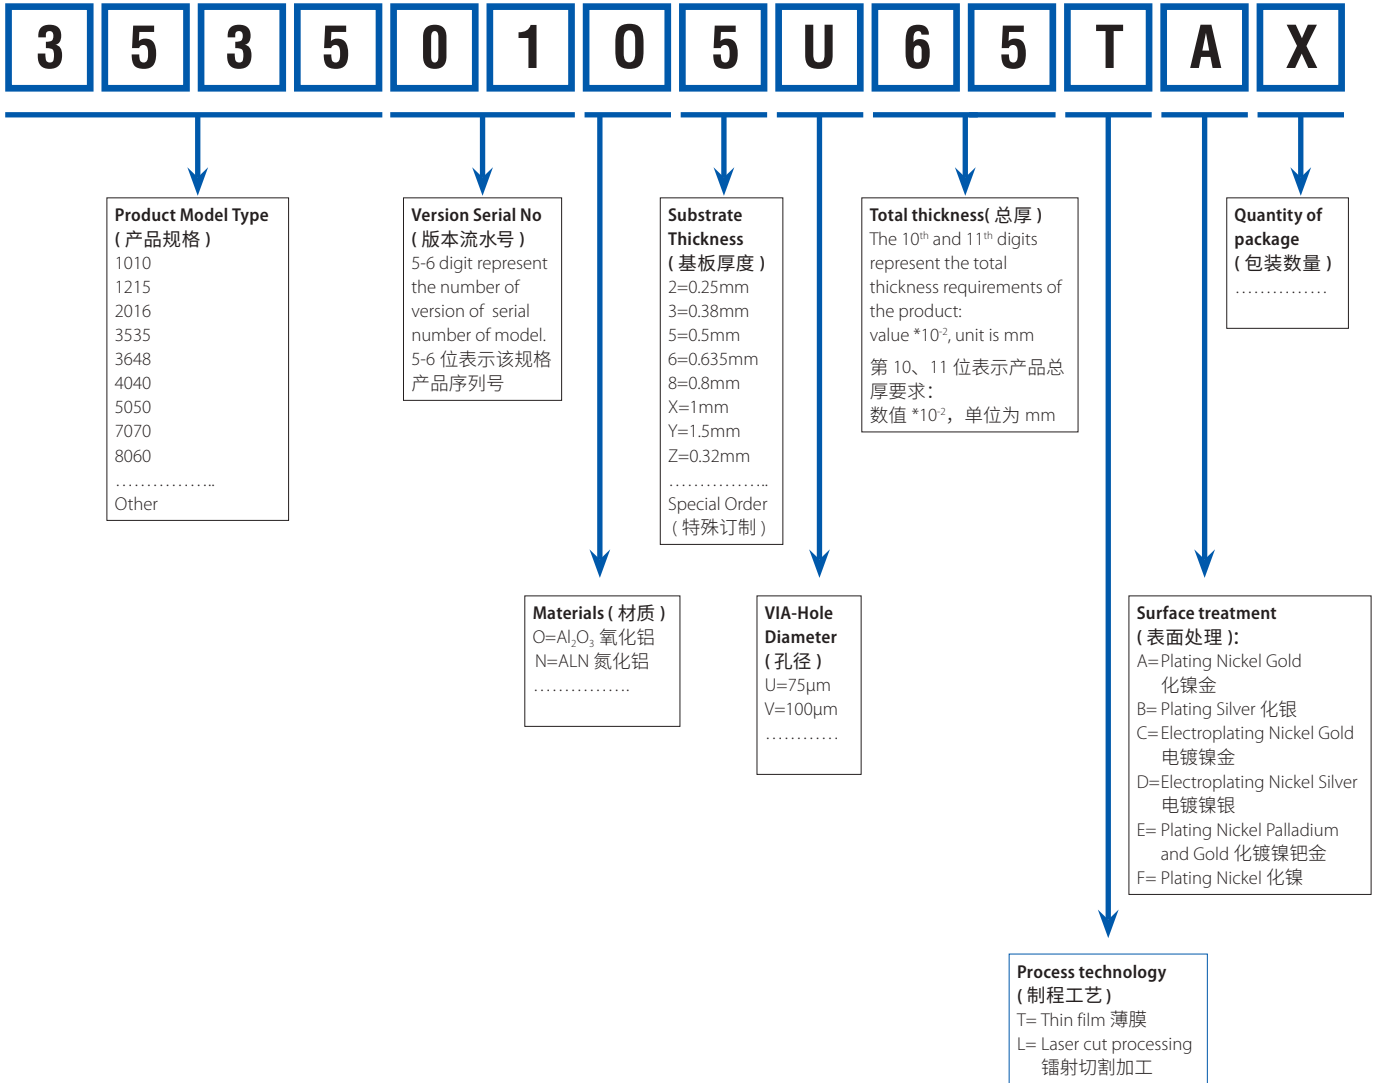 3 5 3 5 0 1 O 5 U 6 5 T A X
Product Model Type
( 产品规格 )
1010
1215
2016
3535
3648
4040
5050
7070
8060
……………..
Other
Version Serial No
( 版本流水号 )
5-6 digit represent
the number of
version of serial
number of model.
5-6 位表示该规格
产品序列号
Substrate
Thickness
( 基板厚度 )
2=0.25mm
3=0.38mm
5=0.5mm
6=0.635mm
8=0.8mm
X=1mm
Y=1.5mm
Z=0.32mm
……………..
Special Order
( 特殊订制 )
Total thickness( 总厚 )
The 10th and 11th digits
represent the total
thickness requirements of
the product:
value *10-2, unit is mm
第 10、11 位表示产品总
厚要求：
数值 *10-2，单位为 mm
Quantity of
package
( 包装数量 )
……………
Materials ( 材质 )
O=Al2O3 氧化铝
N=ALN 氮化铝
…………….
VIA-Hole
Diameter
( 孔径 )
U=75μm
V=100μm
…………
Surface treatment
( 表面处理 ):
A= Plating Nickel Gold
化镍金
B= Plating Silver 化银
C= Electroplating Nickel Gold
电镀镍金
D= Electroplating Nickel Silver
电镀镍银
E= Plating Nickel Palladium
and Gold 化镀镍钯金
F= Plating Nickel 化镍
Process technology
( 制程工艺 )
T= Thin film 薄膜
L= Laser cut processing
镭射切割加工